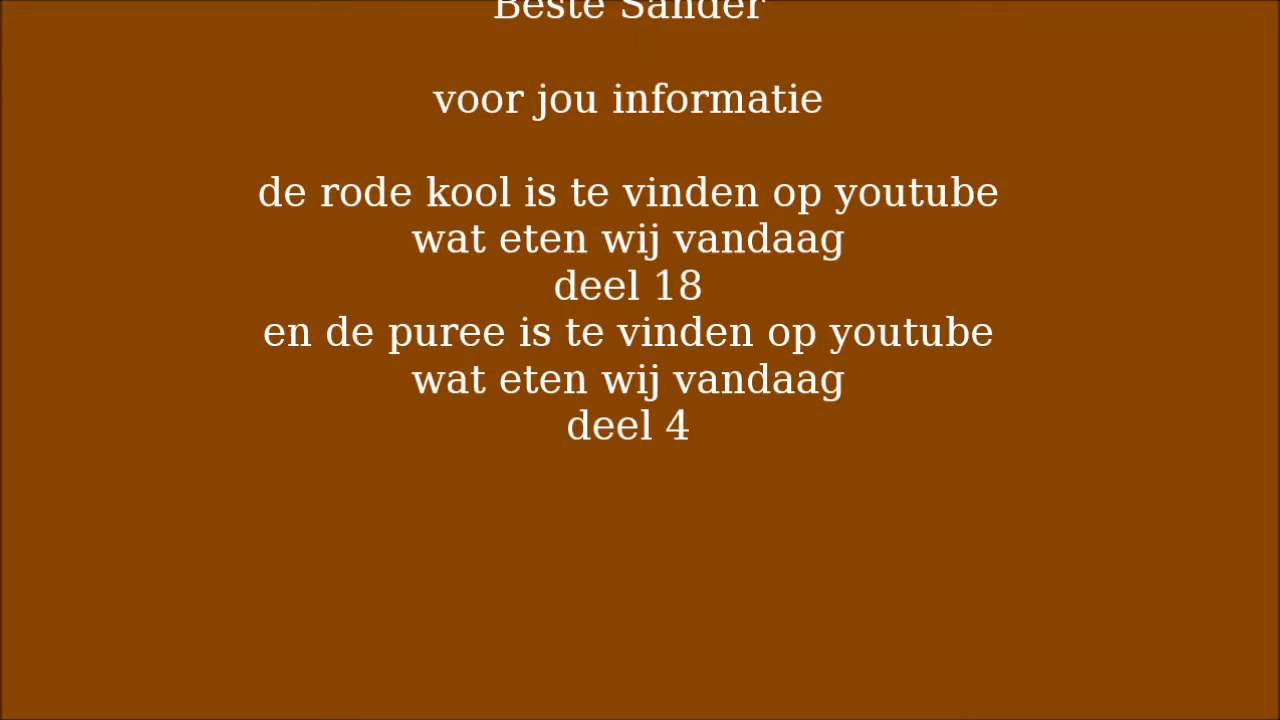 Beste Sander
voor jou informatie
de rode kool is te vinden op youtube
wat eten wij vandaag
deel 18
en de puree is te vinden op youtube
wat eten wij vandaag
deel 4